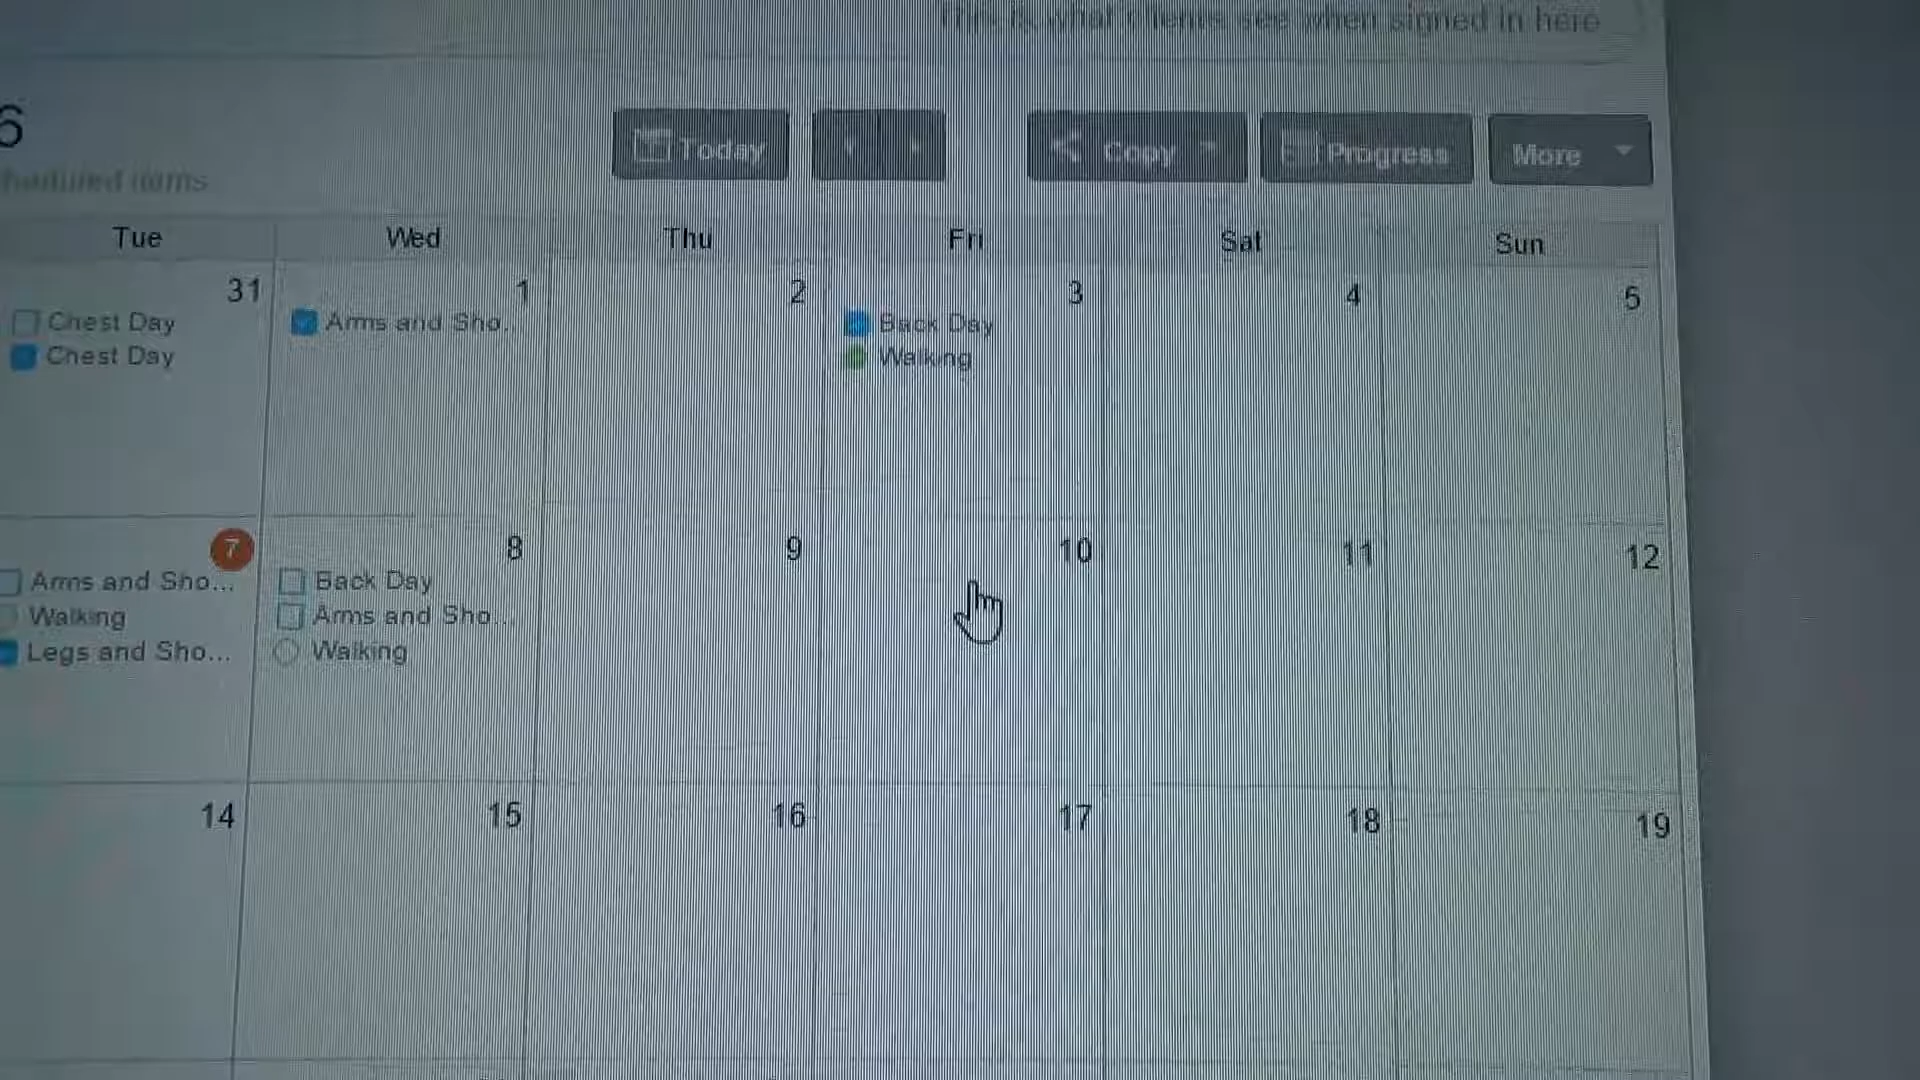 This is what clients see when signed in here
6
Today
Copy
Progress
More
Tue Wed Thu Fri Sat Sun
31 1 2 3 4 5
Chest Day
Chest Day
Arms and Sho...
Back Day
Walking
7 8 9 10 11 12
Arms and Sho...
Walking
Legs and Sho...
Back Day
Arms and Sho...
Walking
14 15 16 17 18 19